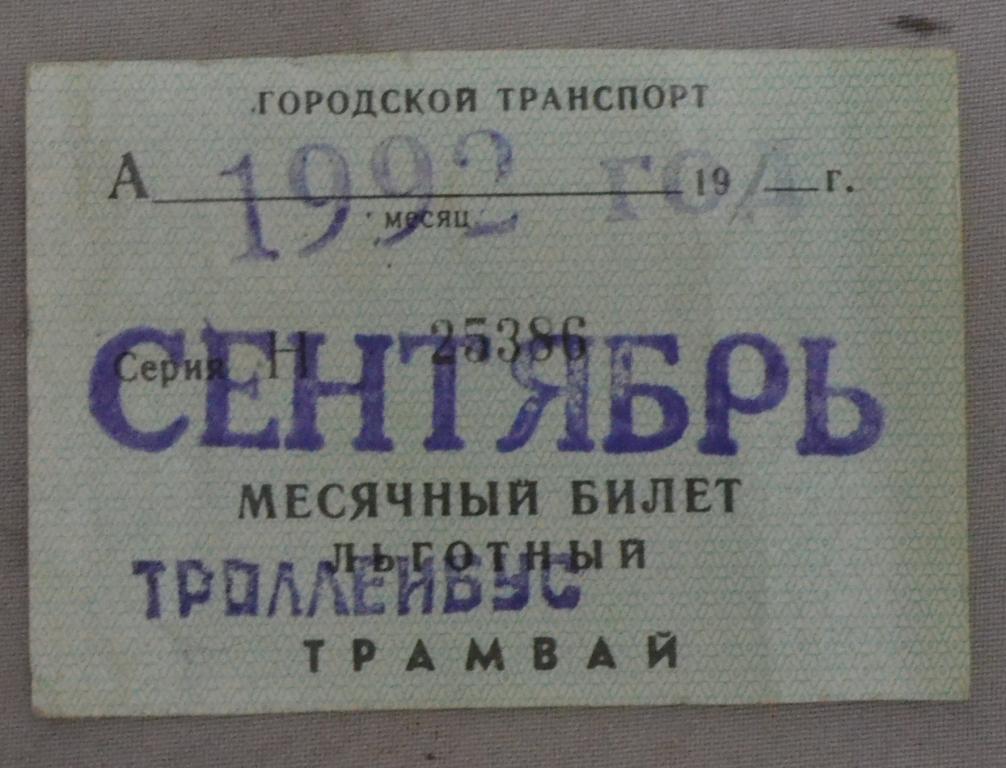 ГОРОДСКОЙ ТРАНСПОРТ
1992 ГОД
А 19 г.
месяц
Серия Н 25386
СЕНТЯБРЬ
МЕСЯЧНЫЙ БИЛЕТ
ЛЬГОТНЫЙ
ТРОЛЛЕЙБУС
ТРАМВАЙ